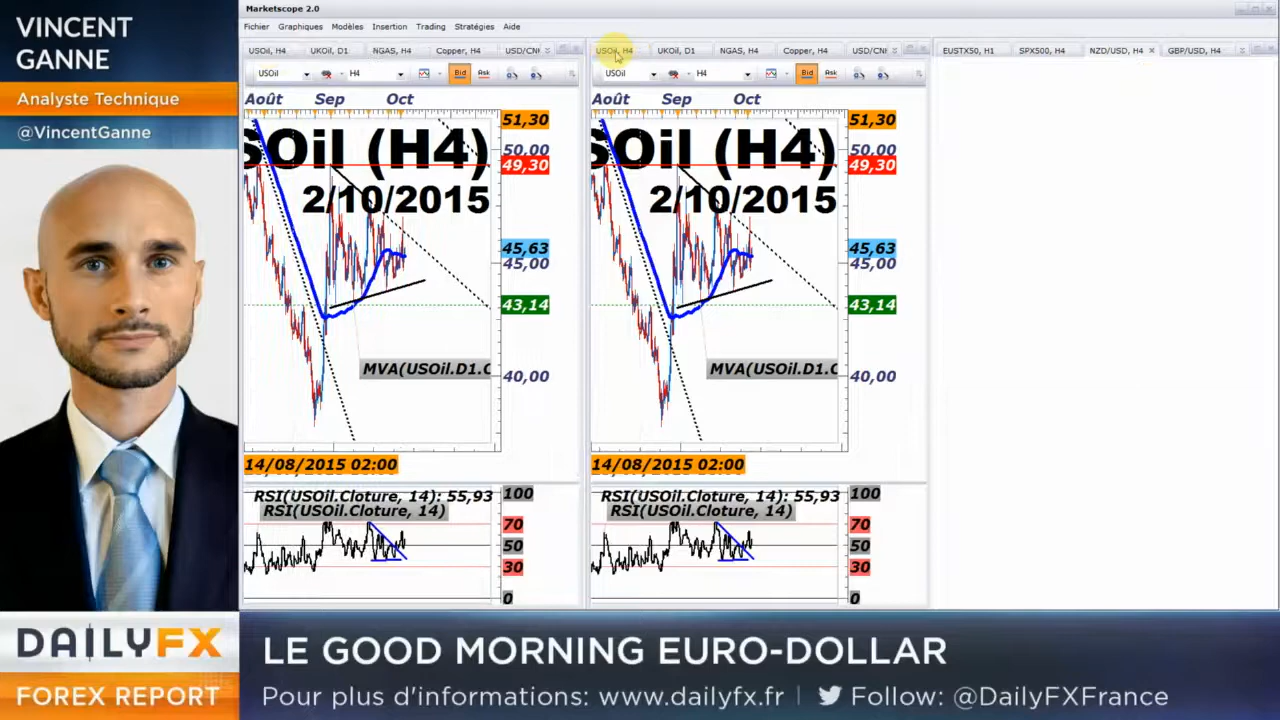 VINCENT
GANNE
Analyste Technique
@VincentGanne
Marketscope 2.0
Fichier Graphiques Modèles Insertion Trading Stratégies Aide
USOil, H4 UKOil, D1 NGAS, H4 Copper, H4 USD/CNH
USOil H4 Bid Ask
Août Sep Oct
SOil (H4)
2/10/2015
51,30
50,00
49,30
45,63
45,00
43,14
MVA(USOil.D1.C
40,00
14/08/2015 02:00
RSI(USOil.Cloture, 14): 55,93
RSI(USOil.Cloture, 14)
100
70
50
30
0
USOil, H4 UKOil, D1 NGAS, H4 Copper, H4 USD/CNH
USOil H4 Bid Ask
Août Sep Oct
SOil (H4)
2/10/2015
51,30
50,00
49,30
45,63
45,00
43,14
MVA(USOil.D1.C
40,00
14/08/2015 02:00
RSI(USOil.Cloture, 14): 55,93
RSI(USOil.Cloture, 14)
100
70
50
30
0
EUSTX50, H1 SPX500, H4 NZD/USD, H4 GBP/USD, H4
DAILYFX
FOREX REPORT
LE GOOD MORNING EURO-DOLLAR
Pour plus d'informations: www.dailyfx.fr | Follow: @DailyFXFrance